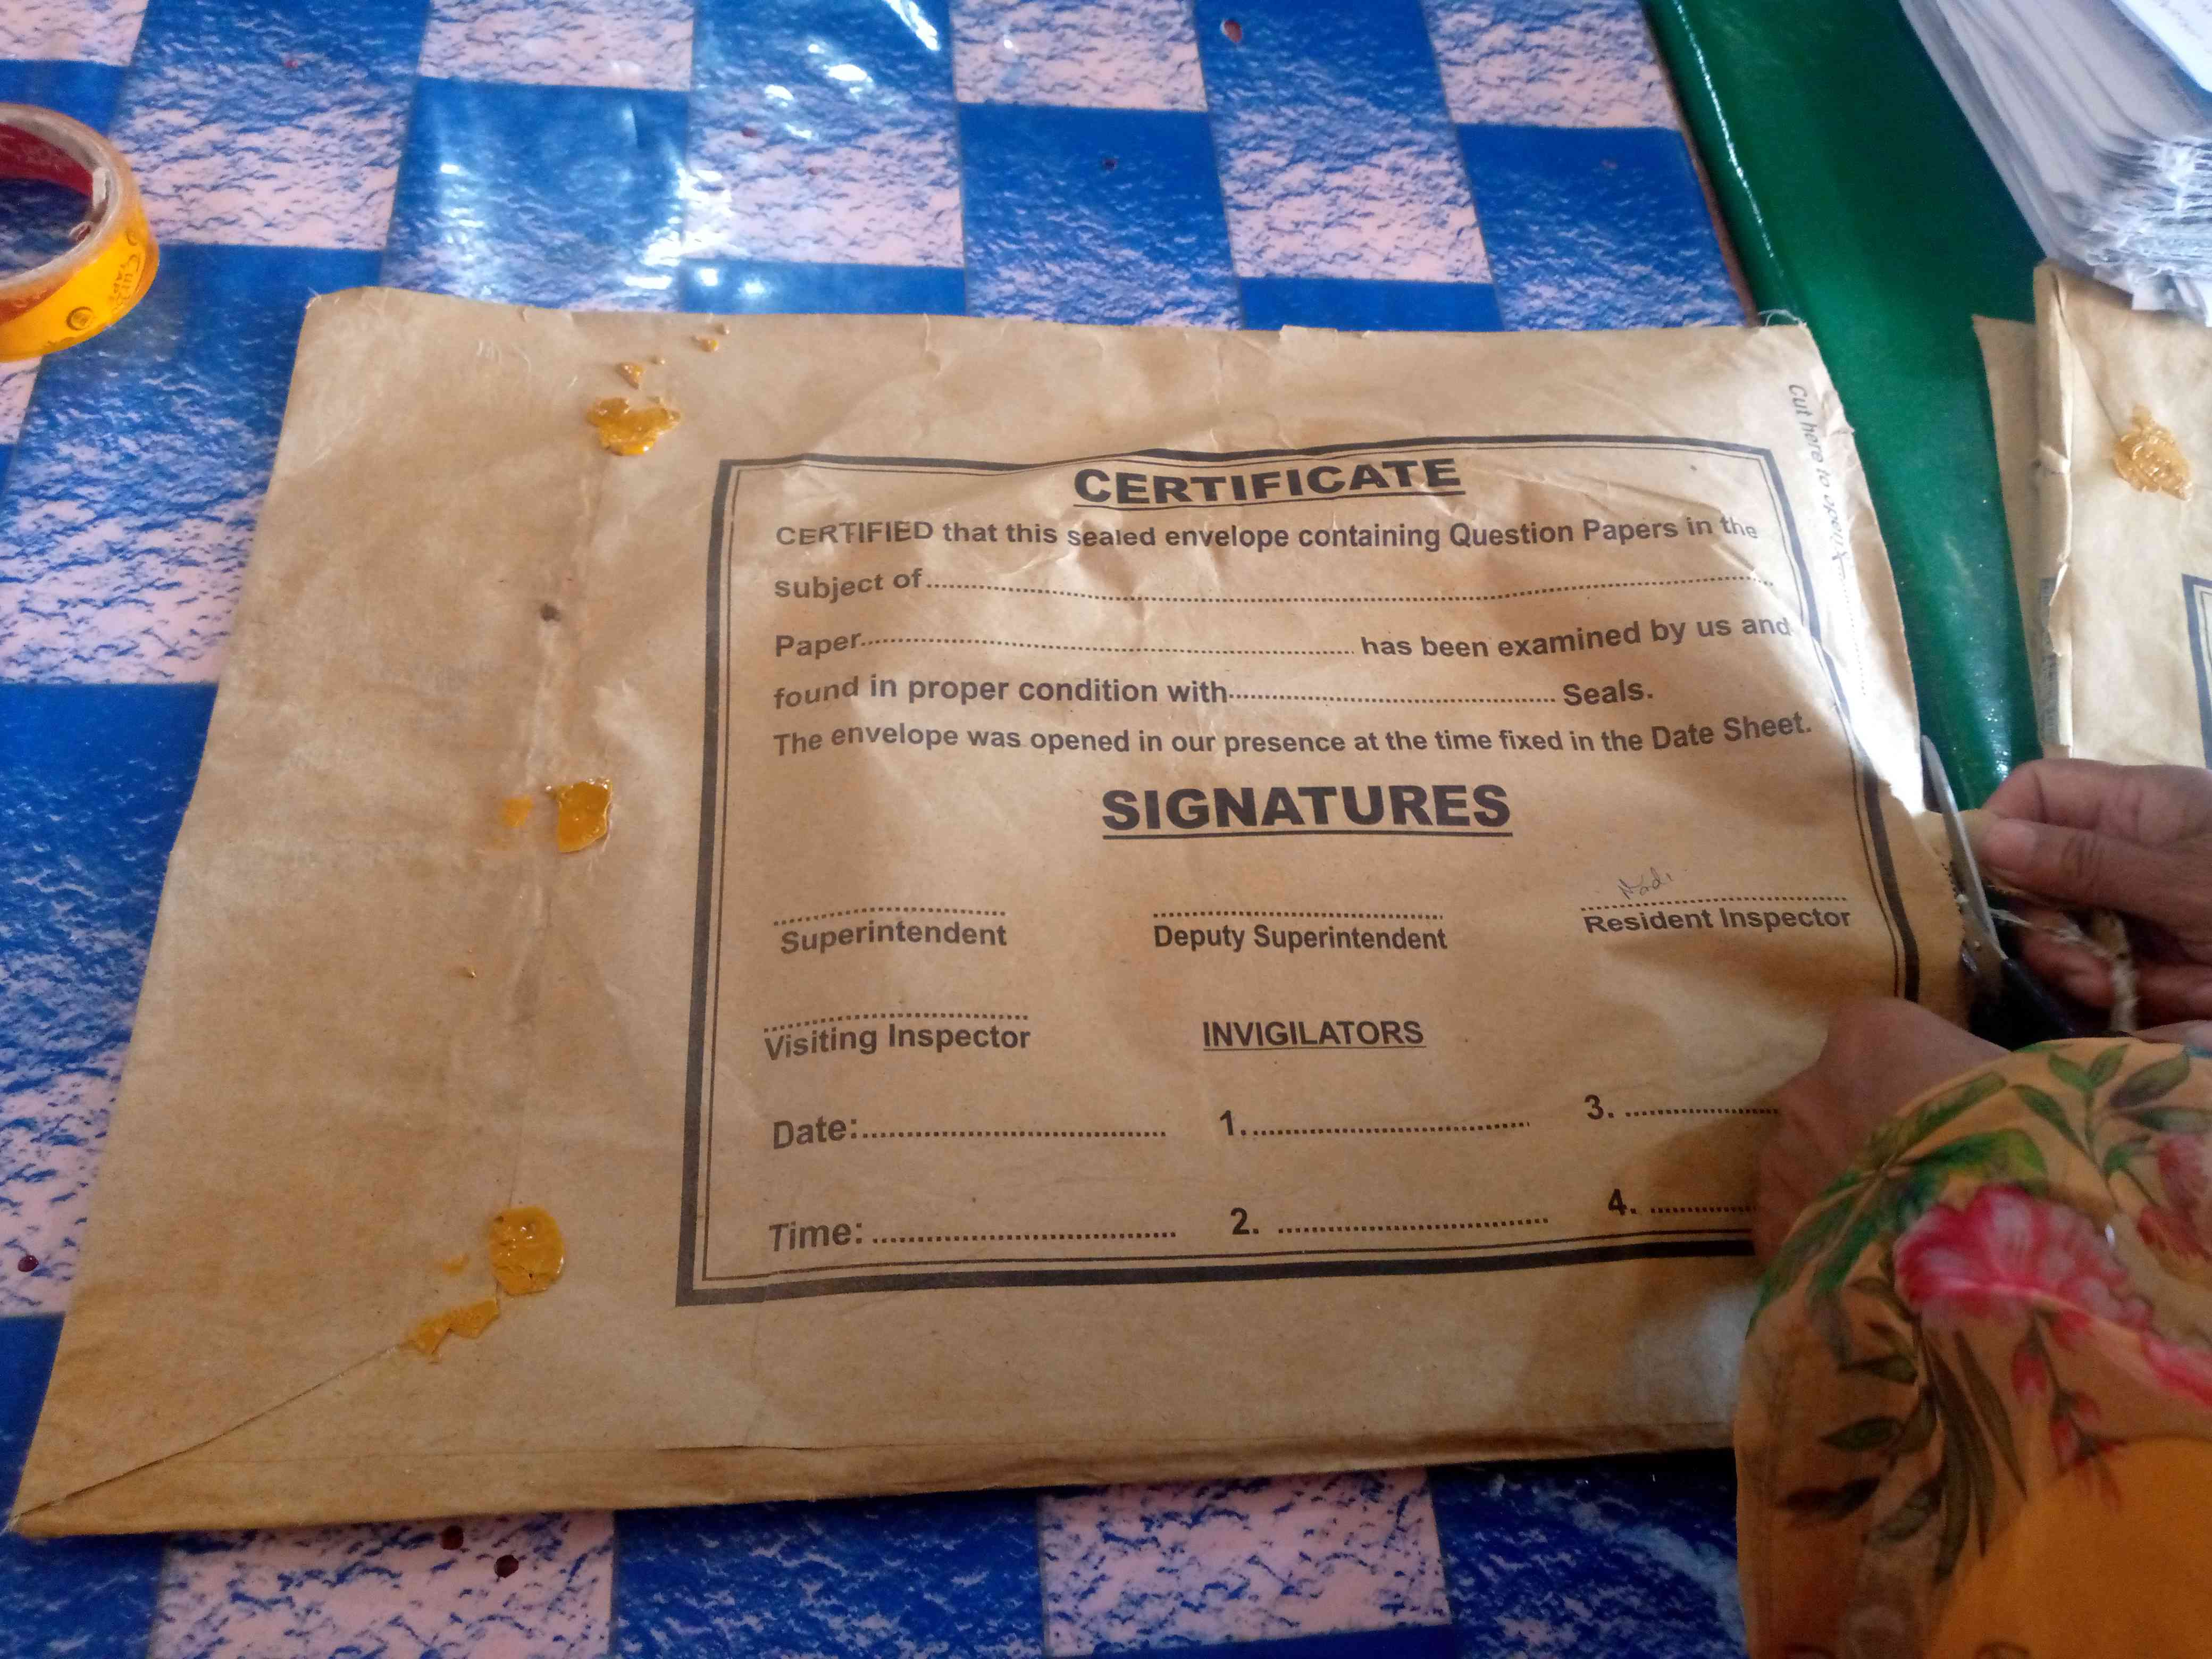 CERTIFICATE
CERTIFIED that this sealed envelope containing Question Papers in the
subject of
Paper has been examined by us and
found in proper condition with Seals.
The envelope was opened in our presence at the time fixed in the Date Sheet.
SIGNATURES
Superintendent
Deputy Superintendent
Resident Inspector
Visiting Inspector
INVIGILATORS
Date:
1.
3.
Time:
2.
4.
Cut here to open